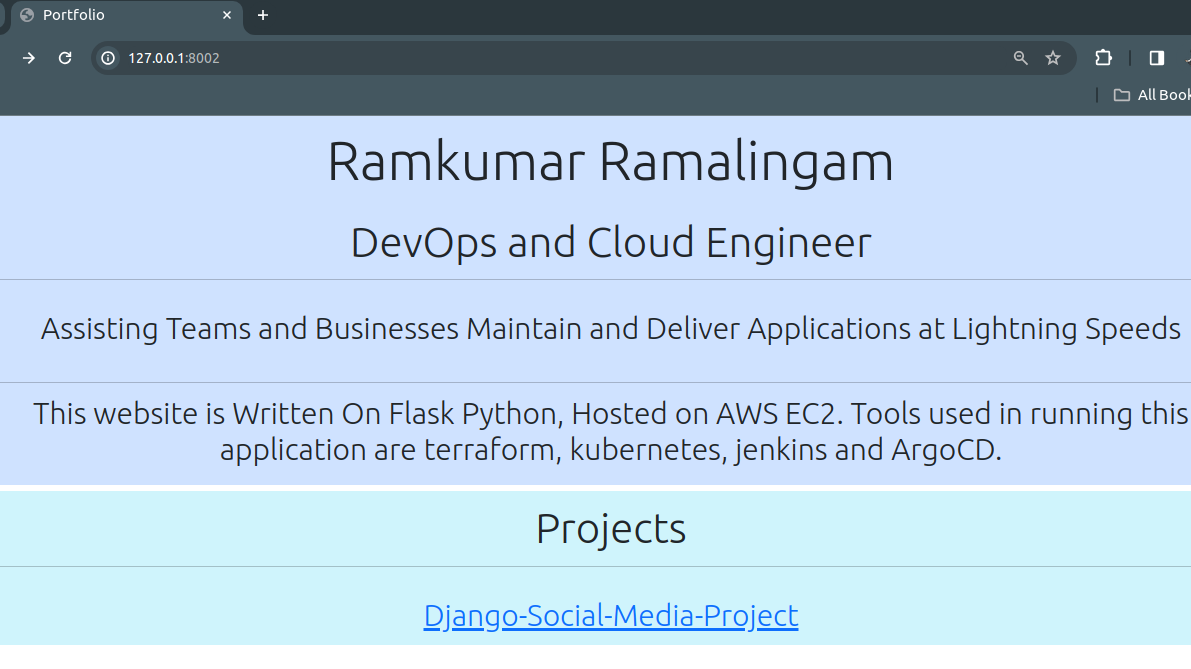 Portfolio
127.0.0.1:8002
All Book
Ramkumar Ramalingam
DevOps and Cloud Engineer
Assisting Teams and Businesses Maintain and Deliver Applications at Lightning Speeds
This website is Written On Flask Python, Hosted on AWS EC2. Tools used in running this
application are terraform, kubernetes, jenkins and ArgoCD.
Projects
Django-Social-Media-Project